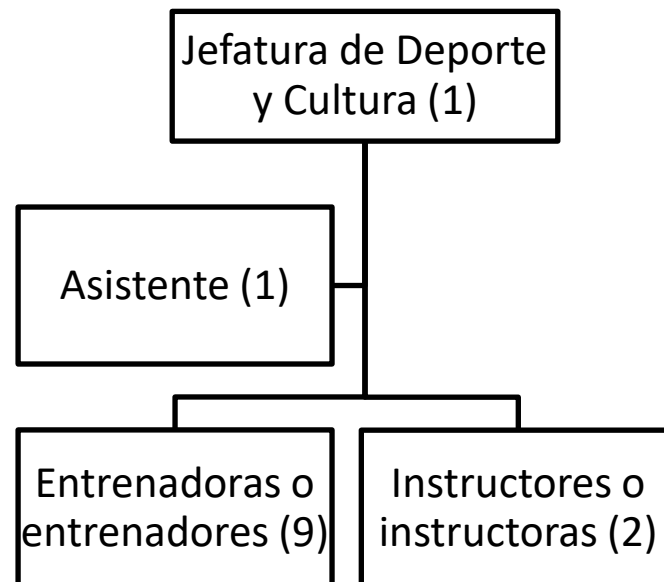 Jefatura de Deporte
y Cultura (1)
Asistente (1)
Entrenadoras o
entrenadores (9)
Instructores o
instructoras (2)